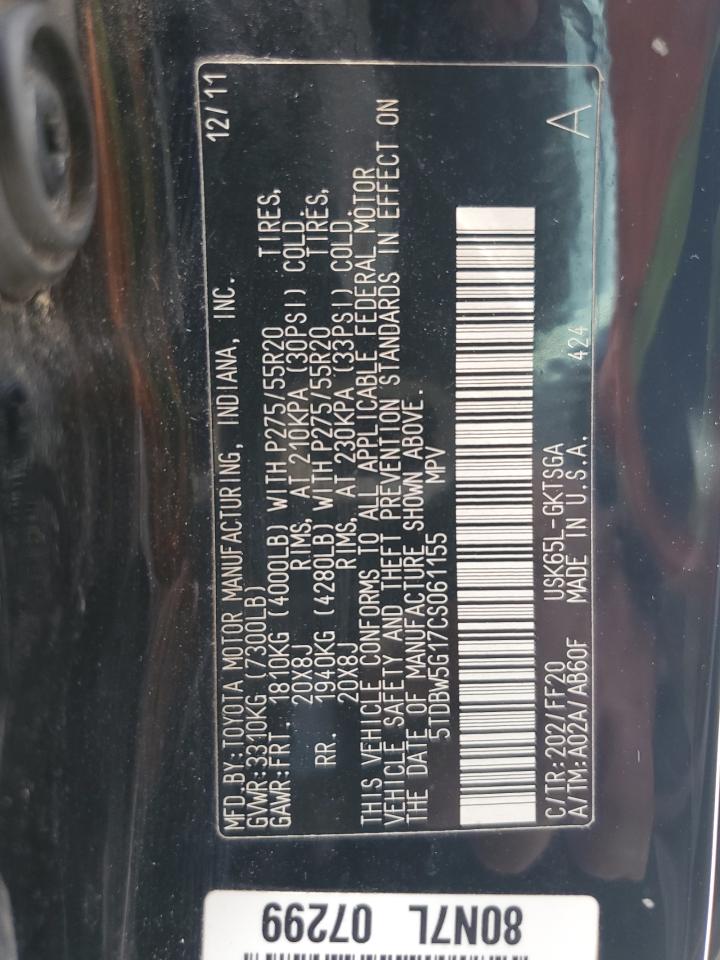 MFD.BY:TOYOTA MOTOR MANUFACTURING, INDIANA, INC. 12/11
GVWR:3310KG (7300LB)
GAWR:FRT. 1810KG (4000LB) WITH P275/55R20 TIRES,
20X8J RIMS, AT 210KPA (30PSI) COLD.
RR. 1940KG (4280LB) WITH P275/55R20 TIRES,
20X8J RIMS, AT 230KPA (33PSI) COLD.
THIS VEHICLE CONFORMS TO ALL APPLICABLE FEDERAL MOTOR
VEHICLE SAFETY AND THEFT PREVENTION STANDARDS IN EFFECT ON
THE DATE OF MANUFACTURE SHOWN ABOVE.
5TDBW5G17CS061155 MPV
C/TR:202/FF20 USK65L-GKTSGA 424 A
A/TM:A02A/AB60F MADE IN U.S.A.
80N7L 07299